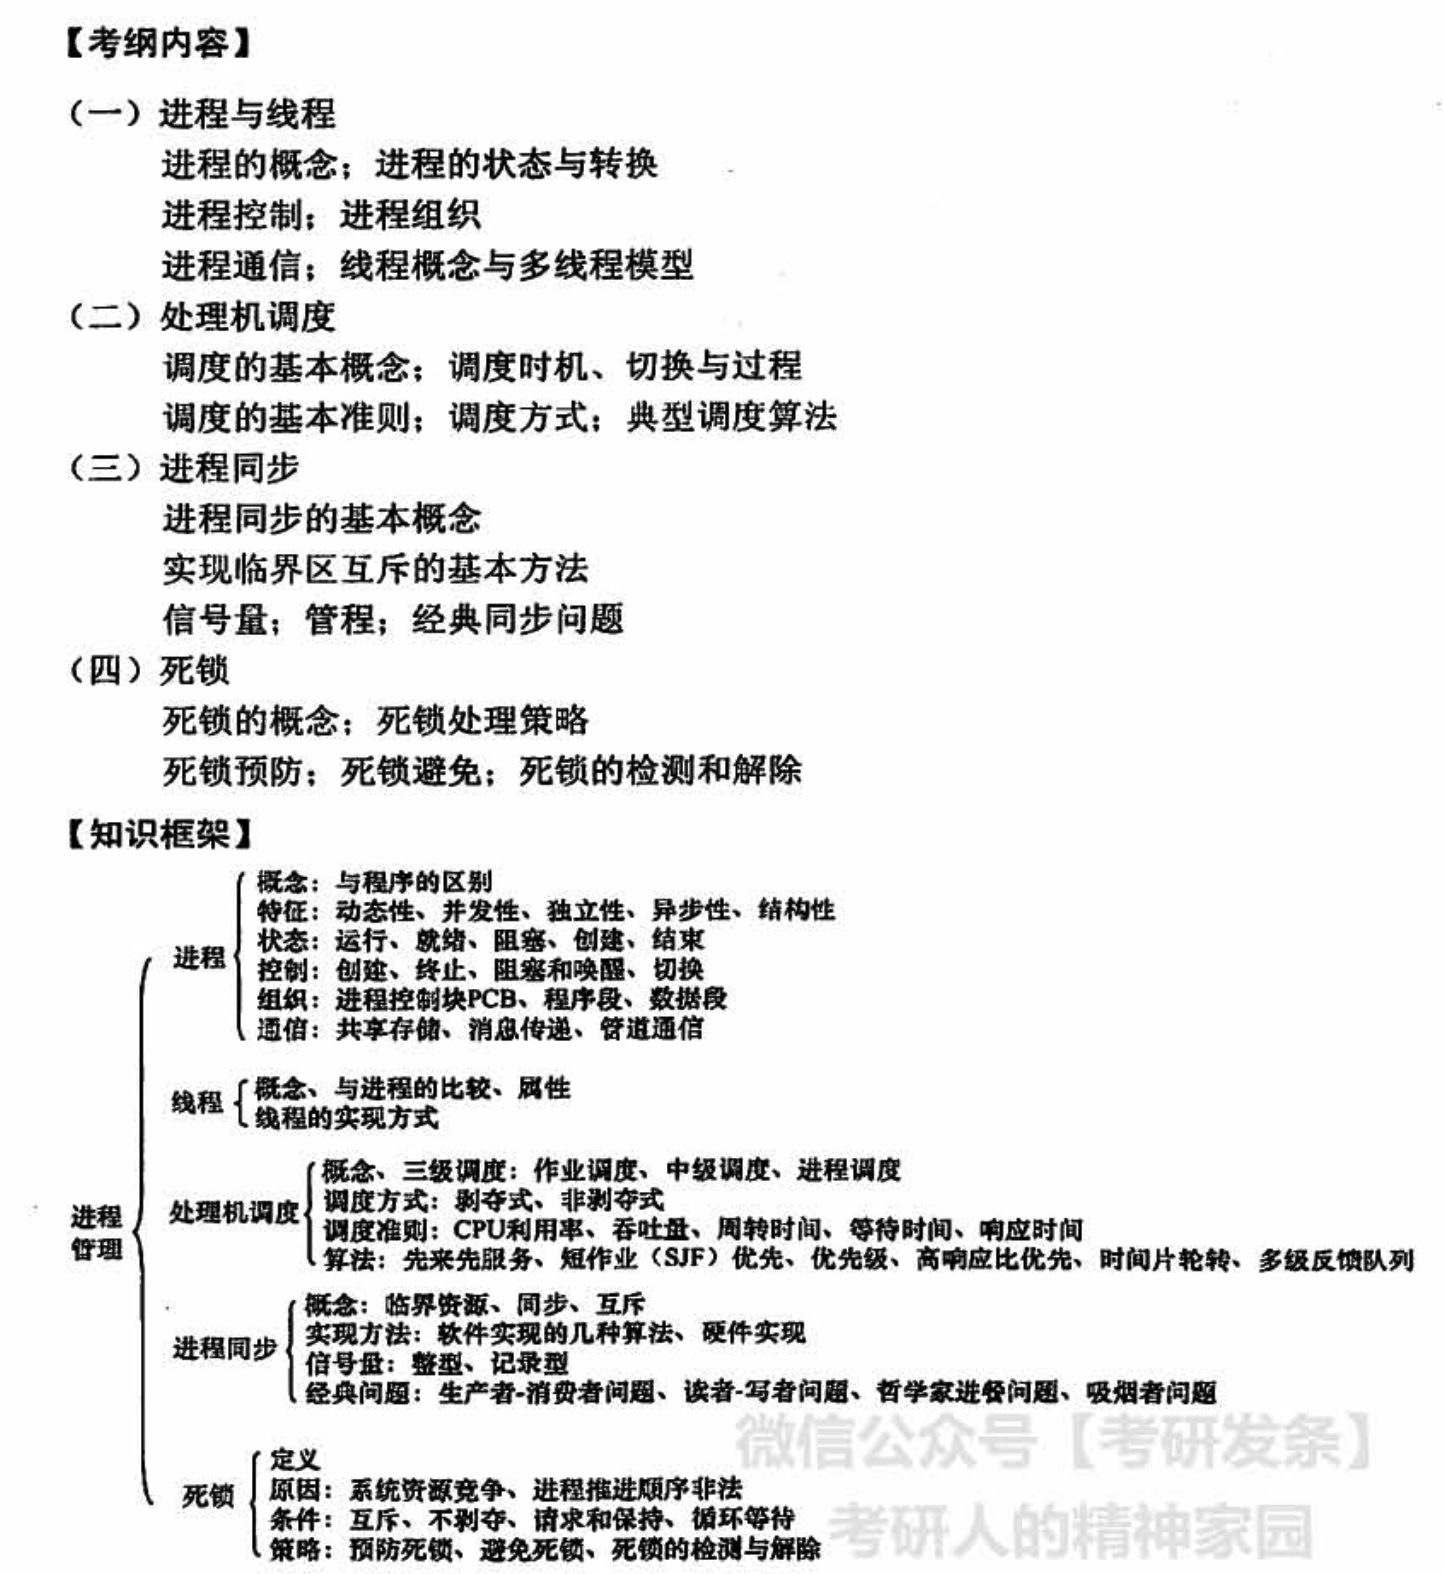 【考纲内容】
（一）进程与线程
进程的概念；进程的状态与转换
进程控制；进程组织
进程通信；线程概念与多线程模型
（二）处理机调度
调度的基本概念；调度时机、切换与过程
调度的基本准则；调度方式；典型调度算法
（三）进程同步
进程同步的基本概念
实现临界区互斥的基本方法
信号量；管程；经典同步问题
（四）死锁
死锁的概念；死锁处理策略
死锁预防；死锁避免；死锁的检测和解除
【知识框架】
进程
管理
进程
概念：与程序的区别
特征：动态性、并发性、独立性、异步性、结构性
状态：运行、就绪、阻塞、创建、结束
控制：创建、终止、阻塞和唤醒、切换
组织：进程控制块PCB、程序段、数据段
通信：共享存储、消息传递、管道通信
线程
概念、与进程的比较、属性
线程的实现方式
处理机调度
概念、三级调度：作业调度、中级调度、进程调度
调度方式：剥夺式、非剥夺式
调度准则：CPU利用率、吞吐量、周转时间、等待时间、响应时间
算法：先来先服务、短作业（SJF）优先、优先级、高响应比优先、时间片轮转、多级反馈队列
进程同步
概念：临界资源、同步、互斥
实现方法：软件实现的几种算法、硬件实现
信号量：整型、记录型
经典问题：生产者-消费者问题、读者-写者问题、哲学家进餐问题、吸烟者问题
死锁
定义
原因：系统资源竞争、进程推进顺序非法
条件：互斥、不剥夺、请求和保持、循环等待
策略：预防死锁、避免死锁、死锁的检测与解除
微信公众号【考研发条】
考研人的精神家园